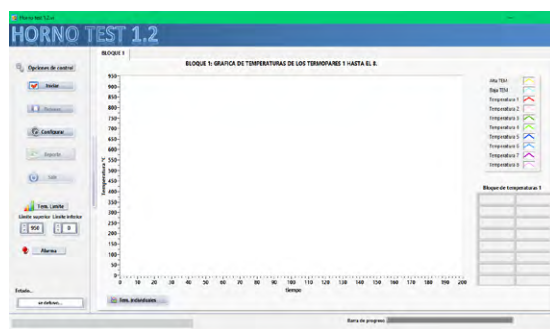 Horno test 1.2.vi
HORNO TEST 1.2
BLOQUE 1
Opciones de control
Iniciar
Configurar
Reporte
Salir
Tem. Limite
Limite superior Limite inferior
950 0
Alarma
Estado...
en defenso...
BLOQUE 1: GRAFICA DE TEMPERATURAS DE LOS TERMOPARES 1 HASTA EL 8.
Temperatura °C
950
900
850
800
750
700
650
600
550
500
450
400
350
300
250
200
150
100
50
0
0 10 20 30 40 50 60 70 80 90 100 110 120 130 140 150 160 170 180 190 200
tiempo
Tem. individuales
Alta TEM
Baja TEM
Temperatura 1
Temperatura 2
Temperatura 3
Temperatura 4
Temperatura 5
Temperatura 6
Temperatura 7
Temperatura 8
Bloque de temperaturas 1
Barra de progreso